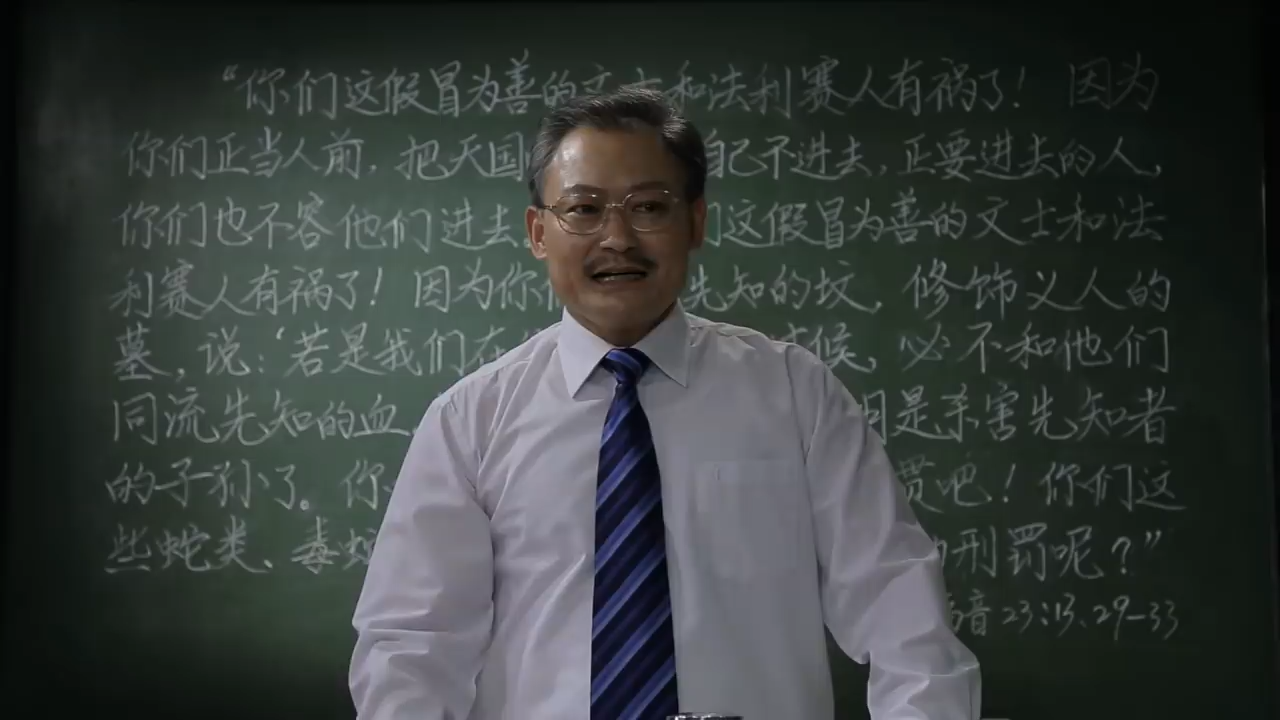 “你们这假冒为善的文士和法利赛人有祸了！因为
你们正当人前，把天国 自己不进去，正要进去的人，
你们也不容他们进去 们这假冒为善的文士和法
利赛人有祸了！因为你们 先知的坟，修饰义人的
墓，说：‘若是我们在 时候，必不和他们
同流先知的血 是杀害先知者
的子孙了。你 贯吧！你们这
些蛇类、毒 刑罚呢？”
音23:13、29-33